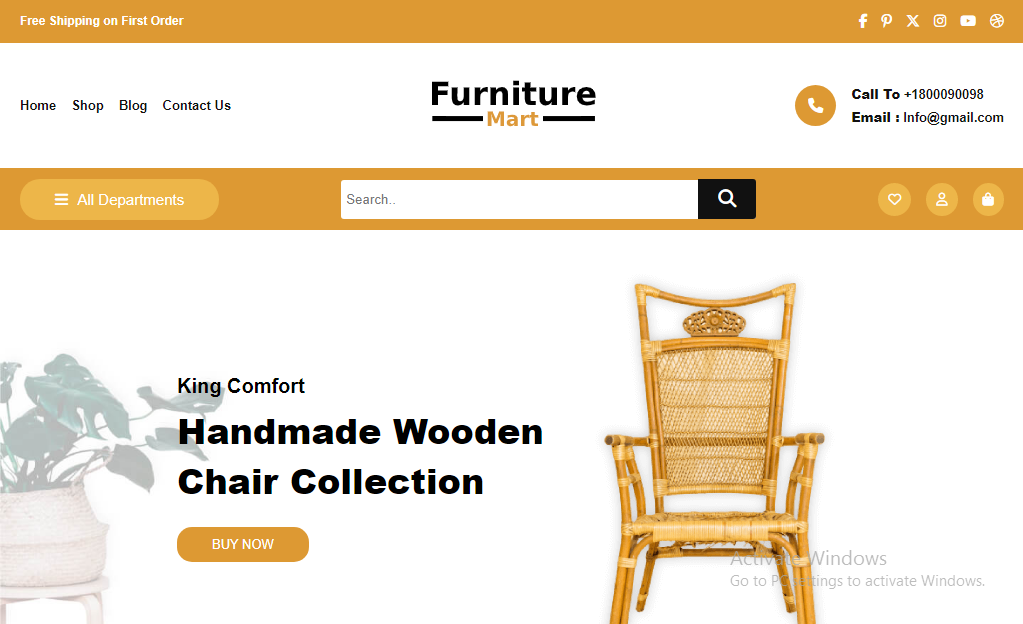 Free Shipping on First Order
Home Shop Blog Contact Us
Furniture
Mart
Call To +1800090098
Email : Info@gmail.com
All Departments
Search..
King Comfort
Handmade Wooden
Chair Collection
BUY NOW
Activate Windows
Go to PC settings to activate Windows.